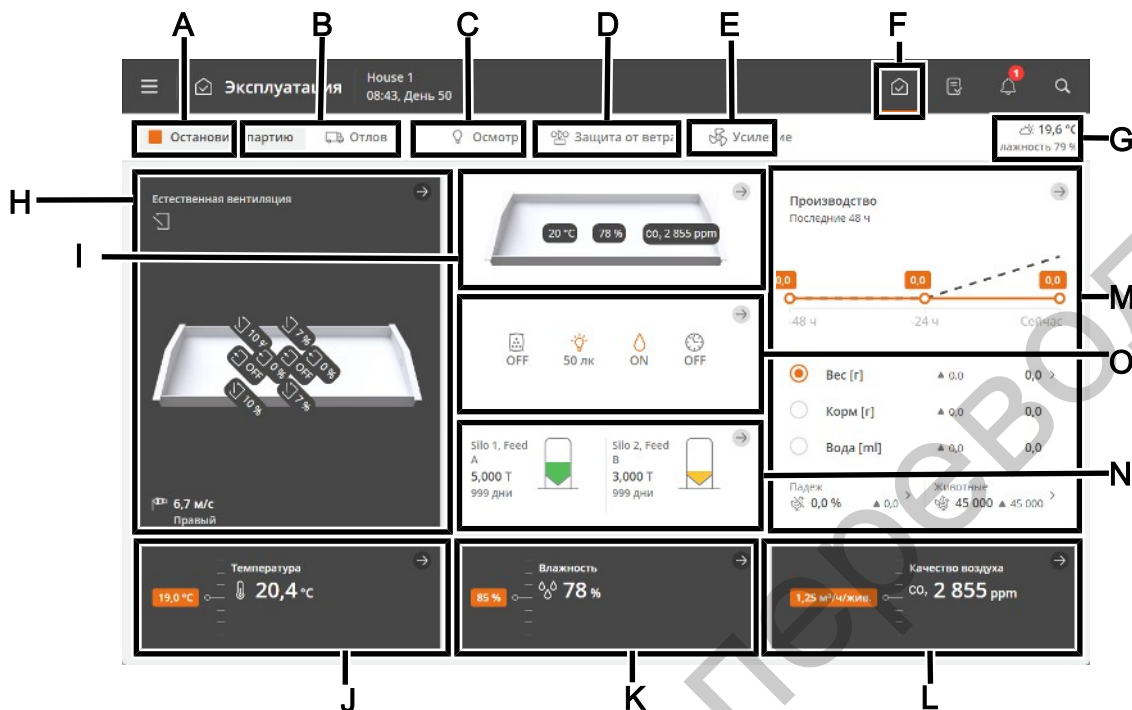 A
B
C
D
E
F
Эксплуатация
House 1
08:43, День 50
1
Останови
партию
Отлов
Осмотр
Защита от ветра
Усиле
ие
19,6 °C
лажность 79 %
G
H
Естественная вентиляция
10 %
7 %
OFF
0 %
OFF
0 %
10 %
7 %
6,7 м/с
Правый
I
20 °C
78 %
CO₂ 2 855 ppm
OFF
50 лк
ON
OFF
O
Silo 1, Feed
A
5,000 T
999 дни
Silo 2, Feed
B
3,000 T
999 дни
N
Производство
Последние 48 ч
0,0
0,0
0,0
-48 ч
-24 ч
Сейчас
M
Вес [г] ▲ 0,0 0,0 >
Корм [г] ▲ 0,0 0,0
Вода [ml] ▲ 0,0 0,0
Падеж
0,0 % ▲ 0,0 >
Животные
45 000 ▲ 45 000 >
Температура
19,0 °C
20,4 °C
Влажность
85 %
78 %
Качество воздуха
1,25 м³/ч/жив.
CO₂ 2 855 ppm
J
K
L
перевод